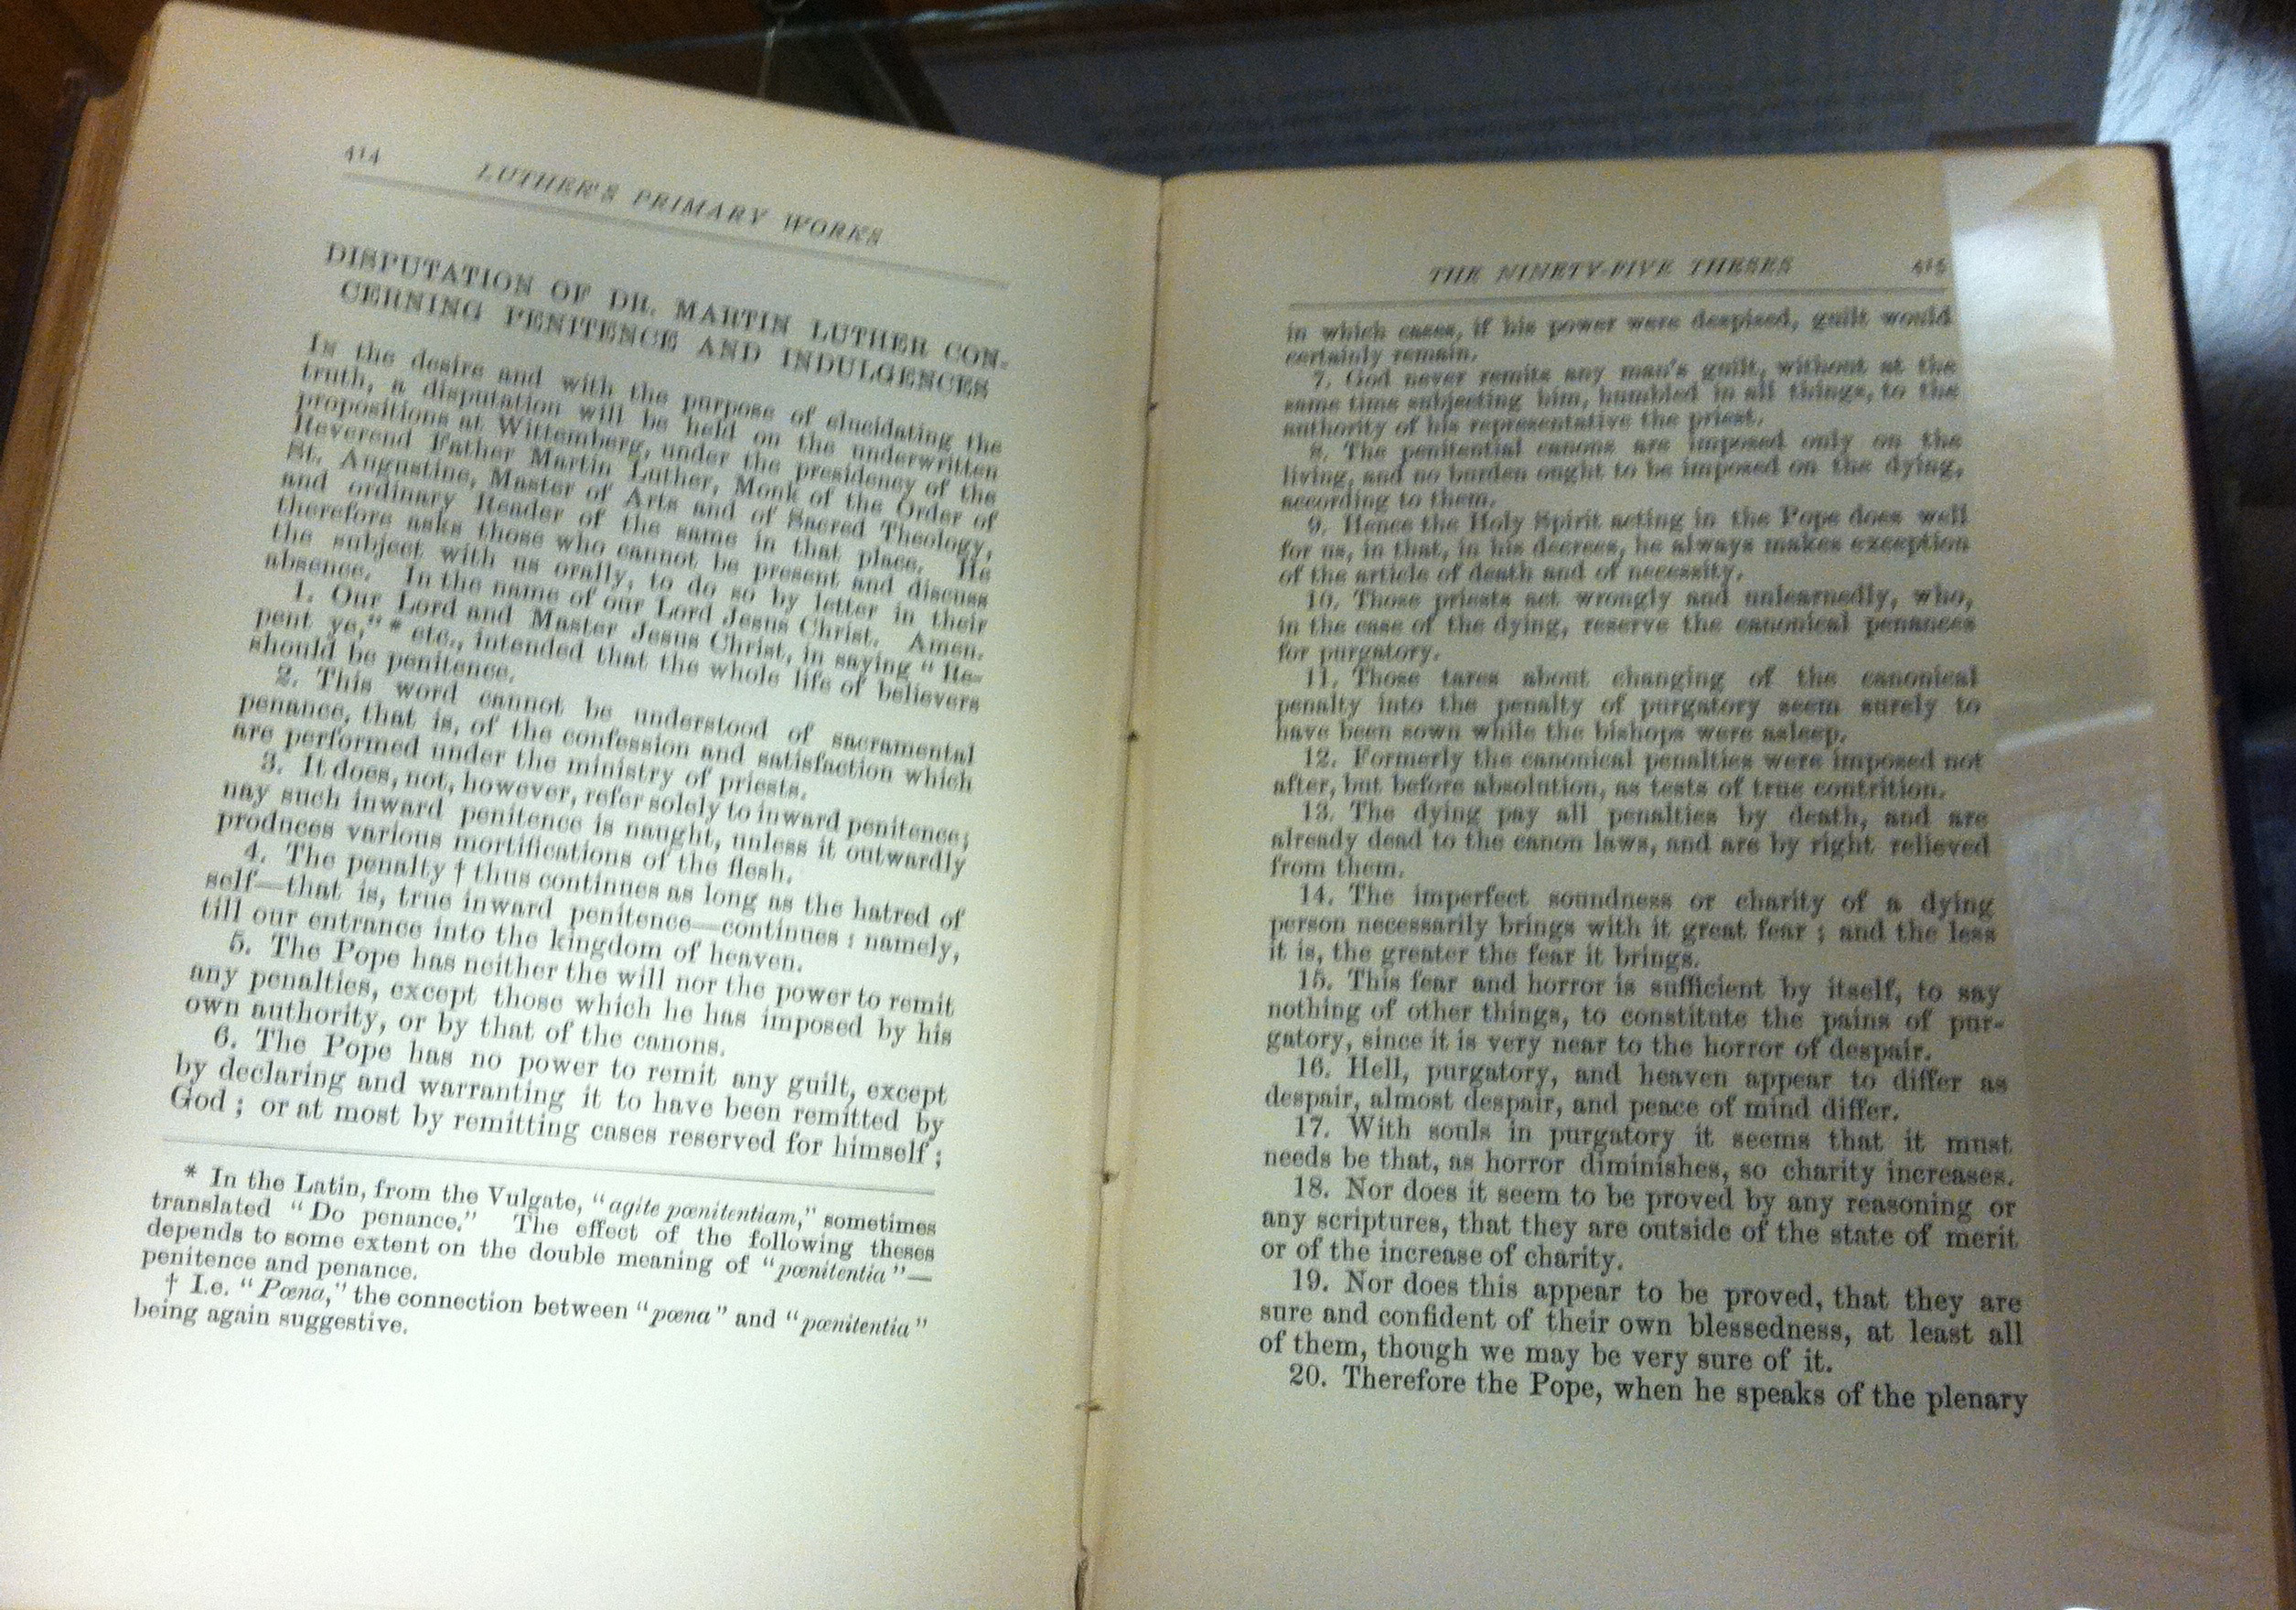 414
LUTHER'S PRIMARY WORKS
DISPUTATION OF DR. MARTIN LUTHER CON-
CERNING PENITENCE AND INDULGENCES
In the desire and with the purpose of elucidating the
truth, a disputation will be held on the underwritten
propositions at Wittemberg, under the presidency of the
Reverend Father Martin Luther, Monk of the Order of
St. Augustine, Master of Arts and of Sacred Theology,
and ordinary Reader of the same in that place. He
therefore asks those who cannot be present and discuss
the subject with us orally, to do so by letter in their
absence. In the name of our Lord Jesus Christ. Amen.
1. Our Lord and Master Jesus Christ, in saying "Re-
pent ye,"* etc., intended that the whole life of believers
should be penitence.
2. This word cannot be understood of sacramental
penance, that is, of the confession and satisfaction which
are performed under the ministry of priests.
3. It does, not, however, refer solely to inward penitence;
nay such inward penitence is naught, unless it outwardly
produces various mortifications of the flesh.
4. The penalty † thus continues as long as the hatred of
self—that is, true inward penitence—continues: namely,
till our entrance into the kingdom of heaven.
5. The Pope has neither the will nor the power to remit
any penalties, except those which he has imposed by his
own authority, or by that of the canons.
6. The Pope has no power to remit any guilt, except
by declaring and warranting it to have been remitted by
God; or at most by remitting cases reserved for himself;
* In the Latin, from the Vulgate, "agite pœnitentiam," sometimes
translated "Do penance." The effect of the following theses
depends to some extent on the double meaning of "pœnitentia"—
penitence and penance.
† I.e. "Pœna," the connection between "pœna" and "pœnitentia"
being again suggestive.
THE NINETY-FIVE THESES
415
in which cases, if his power were despised, guilt would
certainly remain.
7. God never remits any man's guilt, without at the
same time subjecting him, humbled in all things, to the
authority of his representative the priest.
8. The penitential canons are imposed only on the
living, and no burden ought to be imposed on the dying,
according to them.
9. Hence the Holy Spirit acting in the Pope does well
for us, in that, in his decrees, he always makes exception
of the article of death and of necessity.
10. Those priests act wrongly and unlearnedly, who,
in the case of the dying, reserve the canonical penances
for purgatory.
11. Those tares about changing of the canonical
penalty into the penalty of purgatory seem surely to
have been sown while the bishops were asleep.
12. Formerly the canonical penalties were imposed not
after, but before absolution, as tests of true contrition.
13. The dying pay all penalties by death, and are
already dead to the canon laws, and are by right relieved
from them.
14. The imperfect soundness or charity of a dying
person necessarily brings with it great fear; and the less
it is, the greater the fear it brings.
15. This fear and horror is sufficient by itself, to say
nothing of other things, to constitute the pains of pur-
gatory, since it is very near to the horror of despair.
16. Hell, purgatory, and heaven appear to differ as
despair, almost despair, and peace of mind differ.
17. With souls in purgatory it seems that it must
needs be that, as horror diminishes, so charity increases.
18. Nor does it seem to be proved by any reasoning or
any scriptures, that they are outside of the state of merit
or of the increase of charity.
19. Nor does this appear to be proved, that they are
sure and confident of their own blessedness, at least all
of them, though we may be very sure of it.
20. Therefore the Pope, when he speaks of the plenary